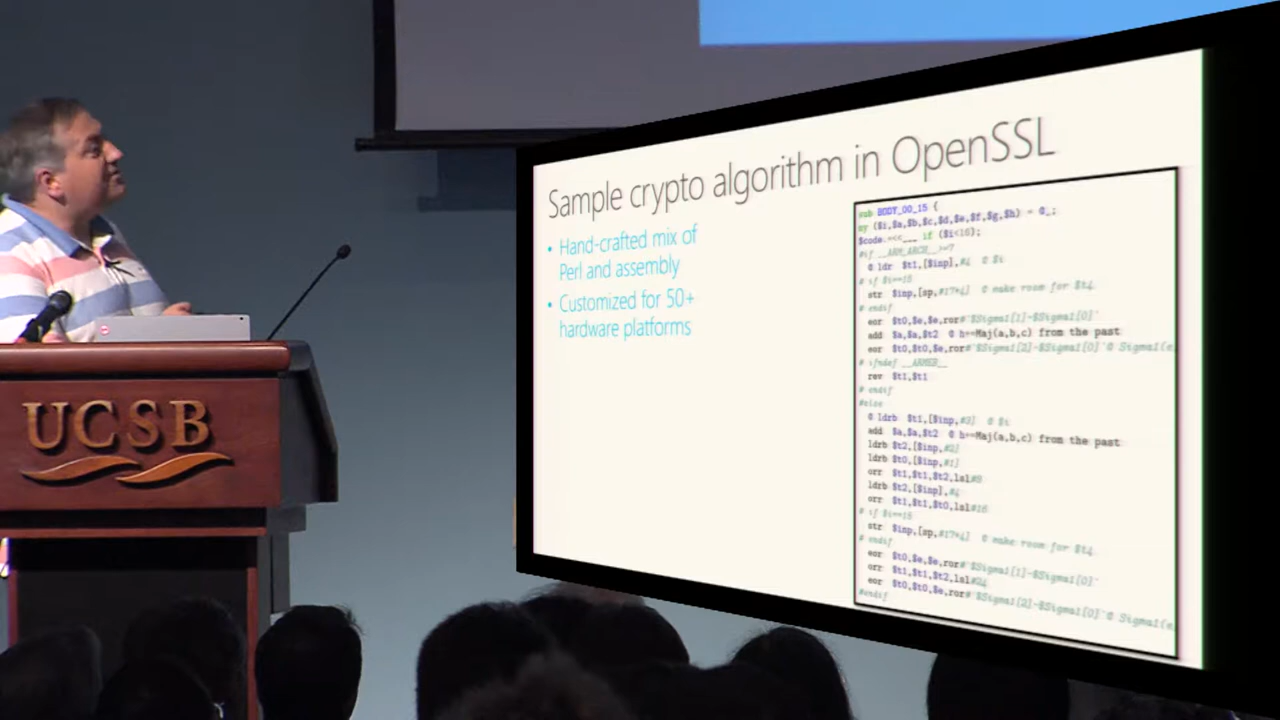 UCSB
Sample crypto algorithm in OpenSSL
• Hand-crafted mix of
Perl and assembly
• Customized for 50+
hardware platforms
sub BODY_00_15 {
my ($i,$a,$b,$c,$d,$e,$f,$g,$h) = @_;
$code.=<<___ if ($i<16);
#if __ARM_ARCH__>=7
@ ldr $t1,[$inp],#4 @ $i
# if $i==15
str $inp,[sp,#17*4] @ make room for $t4
# endif
eor $t0,$e,$e,ror#`$Sigma1[1]-$Sigma1[0]`
add $a,$a,$t2 @ h+=Maj(a,b,c) from the past
eor $t0,$t0,$e,ror#`$Sigma1[2]-$Sigma1[0]` @ Sigma1(e
# ifndef __ARMEB__
rev $t1,$t1
# endif
#else
@ ldrb $t1,[$inp,#3] @ $i
add $a,$a,$t2 @ h+=Maj(a,b,c) from the past
ldrb $t2,[$inp,#2]
ldrb $t0,[$inp,#1]
orr $t1,$t1,$t2,lsl#8
ldrb $t2,[$inp],#4
orr $t1,$t1,$t0,lsl#16
# if $i==15
str $inp,[sp,#17*4] @ make room for $t4
# endif
eor $t0,$e,$e,ror#`$Sigma1[1]-$Sigma1[0]`
orr $t1,$t1,$t2,lsl#24
eor $t0,$t0,$e,ror#`$Sigma1[2]-$Sigma1[0]` @ Sigma1(e
#endif